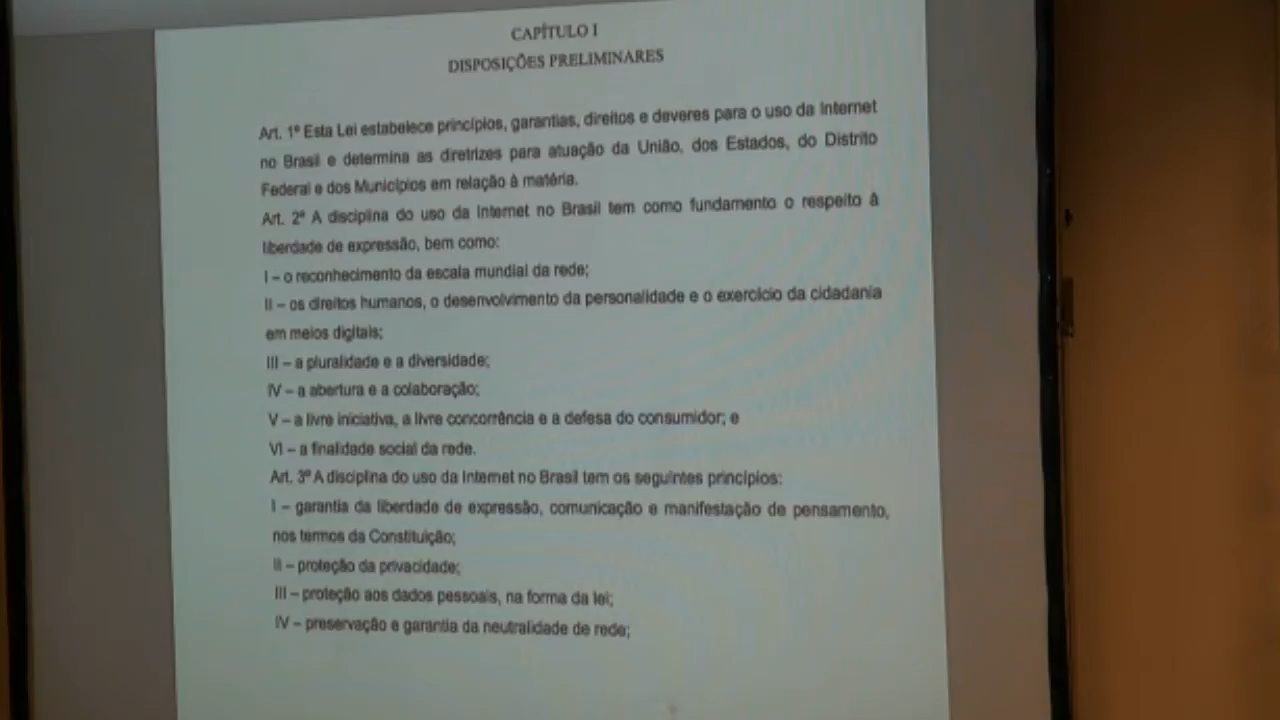 CAPÍTULO I
DISPOSIÇÕES PRELIMINARES
Art. 1º Esta Lei estabelece princípios, garantias, direitos e deveres para o uso da Internet
no Brasil e determina as diretrizes para atuação da União, dos Estados, do Distrito
Federal e dos Municípios em relação à matéria.
Art. 2º A disciplina do uso da Internet no Brasil tem como fundamento o respeito à
liberdade de expressão, bem como:
I – o reconhecimento da escala mundial da rede;
II – os direitos humanos, o desenvolvimento da personalidade e o exercício da cidadania
em meios digitais;
III – a pluralidade e a diversidade;
IV – a abertura e a colaboração;
V – a livre iniciativa, a livre concorrência e a defesa do consumidor; e
VI – a finalidade social da rede.
Art. 3º A disciplina do uso da Internet no Brasil tem os seguintes princípios:
I – garantia da liberdade de expressão, comunicação e manifestação de pensamento,
nos termos da Constituição;
II – proteção da privacidade;
III – proteção aos dados pessoais, na forma da lei;
IV – preservação e garantia da neutralidade de rede;